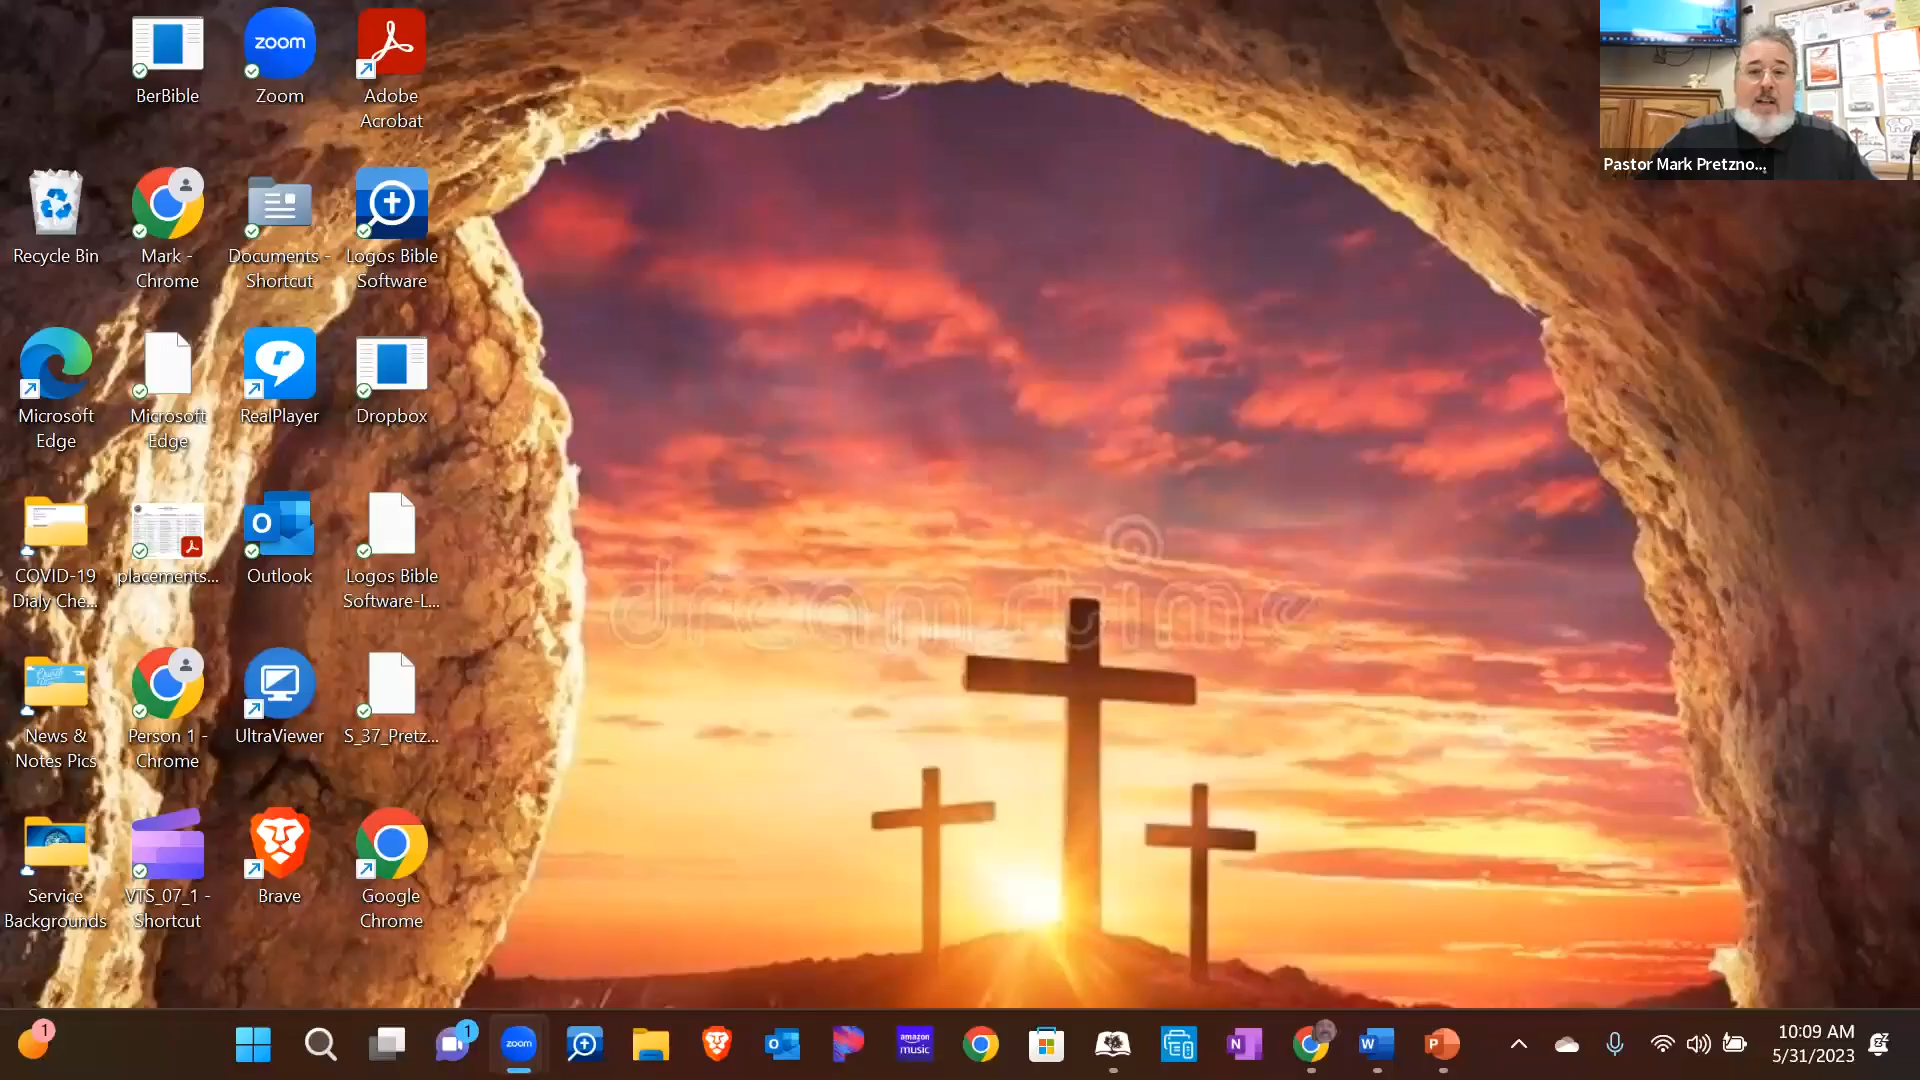 BerBible
zoom
Zoom
Adobe
Acrobat
Pastor Mark Pretzno...
Recycle Bin
Mark -
Chrome
Documents -
Shortcut
Logos Bible
Software
Microsoft
Edge
Microsoft
Edge
RealPlayer
Dropbox
COVID-19
Dialy Che...
placements...
Outlook
Logos Bible
Software-L...
dreamstime
News &
Notes Pics
Person 1 -
Chrome
UltraViewer
S_37_Pretz...
Service
Backgrounds
VTS_07_1 -
Shortcut
Brave
Google
Chrome
1
1
zoom
amazon
music
10:09 AM
5/31/2023